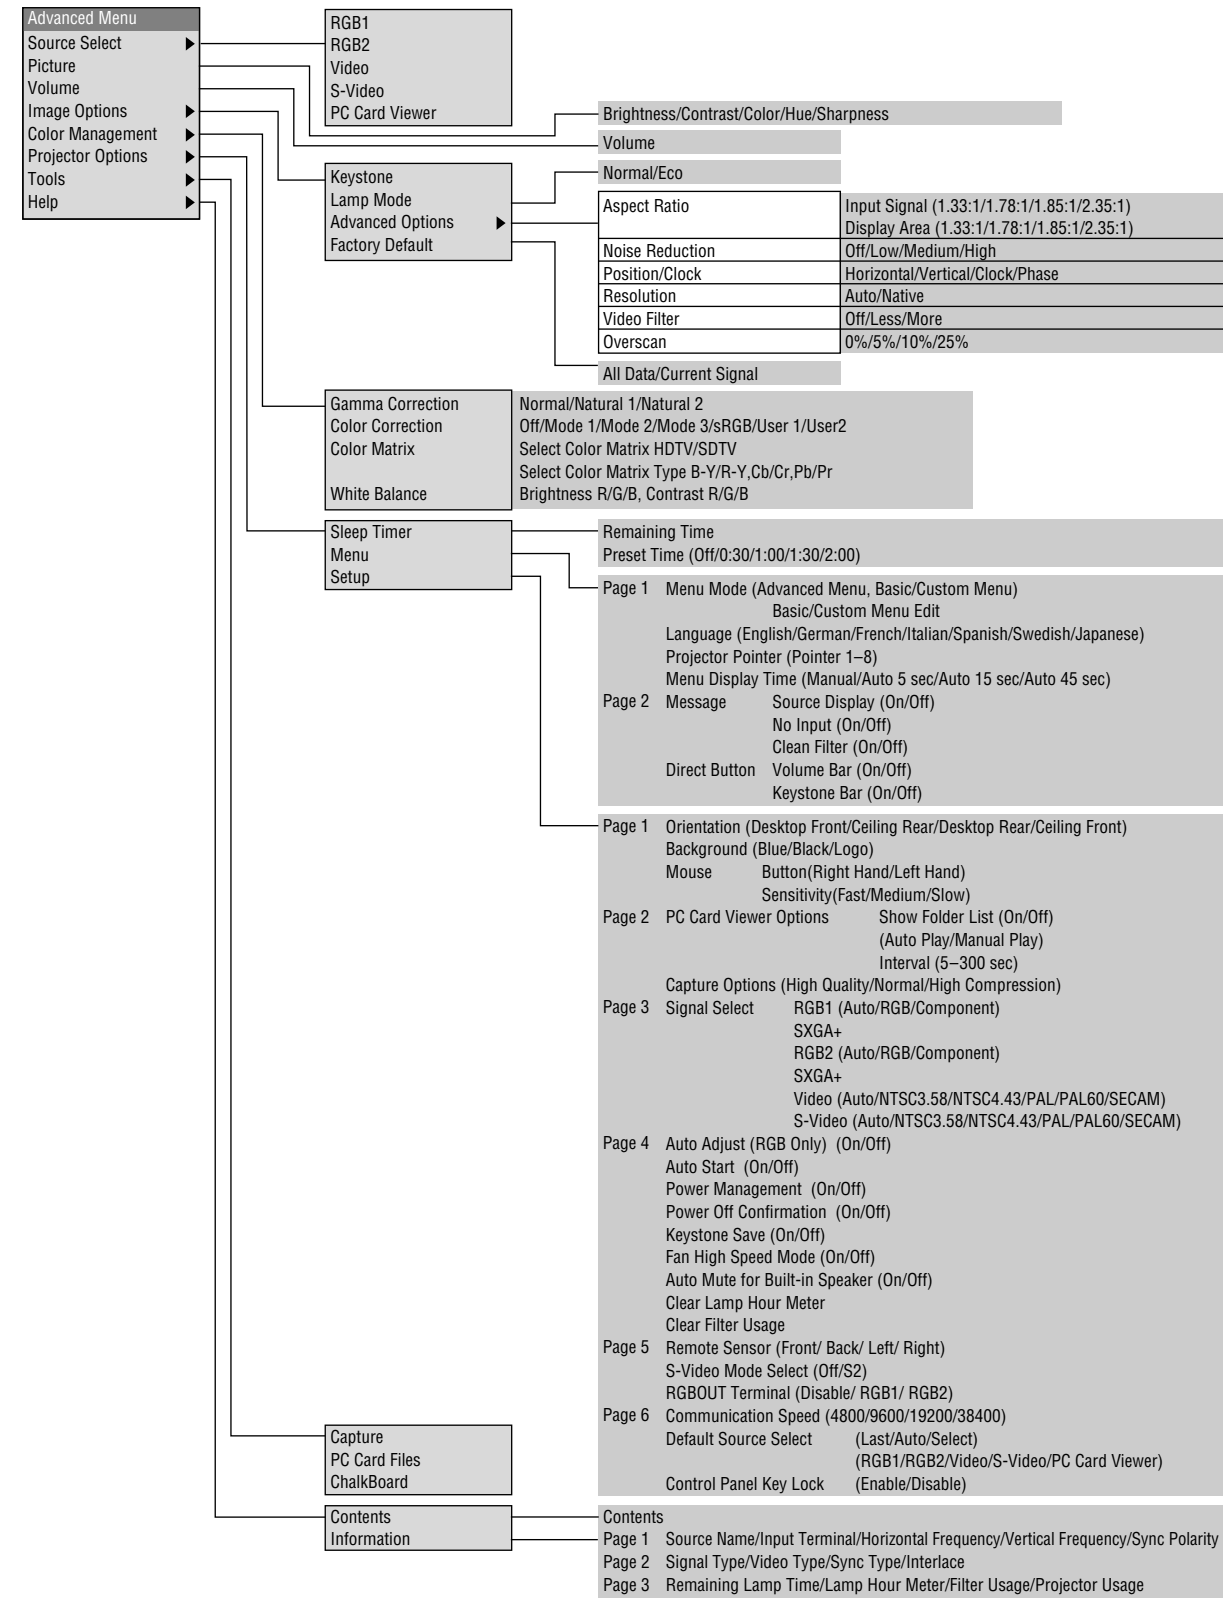 Advanced Menu
Source Select
Picture
Volume
Image Options
Color Management
Projector Options
Tools
Help
RGB1
RGB2
Video
S-Video
PC Card Viewer
Brightness/Contrast/Color/Hue/Sharpness
Volume
Keystone
Lamp Mode
Advanced Options
Factory Default
Normal/Eco
Aspect Ratio Input Signal (1.33:1/1.78:1/1.85:1/2.35:1)
Display Area (1.33:1/1.78:1/1.85:1/2.35:1)
Noise Reduction Off/Low/Medium/High
Position/Clock Horizontal/Vertical/Clock/Phase
Resolution Auto/Native
Video Filter Off/Less/More
Overscan 0%/5%/10%/25%
All Data/Current Signal
Gamma Correction Normal/Natural 1/Natural 2
Color Correction Off/Mode 1/Mode 2/Mode 3/sRGB/User 1/User2
Color Matrix Select Color Matrix HDTV/SDTV
Select Color Matrix Type B-Y/R-Y,Cb/Cr,Pb/Pr
White Balance Brightness R/G/B, Contrast R/G/B
Sleep Timer
Menu
Setup
Remaining Time
Preset Time (Off/0:30/1:00/1:30/2:00)
Page 1 Menu Mode (Advanced Menu, Basic/Custom Menu)
Basic/Custom Menu Edit
Language (English/German/French/Italian/Spanish/Swedish/Japanese)
Projector Pointer (Pointer 1–8)
Menu Display Time (Manual/Auto 5 sec/Auto 15 sec/Auto 45 sec)
Page 2 Message Source Display (On/Off)
No Input (On/Off)
Clean Filter (On/Off)
Direct Button Volume Bar (On/Off)
Keystone Bar (On/Off)
Page 1 Orientation (Desktop Front/Ceiling Rear/Desktop Rear/Ceiling Front)
Background (Blue/Black/Logo)
Mouse Button(Right Hand/Left Hand)
Sensitivity(Fast/Medium/Slow)
Page 2 PC Card Viewer Options Show Folder List (On/Off)
(Auto Play/Manual Play)
Interval (5–300 sec)
Capture Options (High Quality/Normal/High Compression)
Page 3 Signal Select RGB1 (Auto/RGB/Component)
SXGA+
RGB2 (Auto/RGB/Component)
SXGA+
Video (Auto/NTSC3.58/NTSC4.43/PAL/PAL60/SECAM)
S-Video (Auto/NTSC3.58/NTSC4.43/PAL/PAL60/SECAM)
Page 4 Auto Adjust (RGB Only) (On/Off)
Auto Start (On/Off)
Power Management (On/Off)
Power Off Confirmation (On/Off)
Keystone Save (On/Off)
Fan High Speed Mode (On/Off)
Auto Mute for Built-in Speaker (On/Off)
Clear Lamp Hour Meter
Clear Filter Usage
Page 5 Remote Sensor (Front/ Back/ Left/ Right)
S-Video Mode Select (Off/S2)
RGBOUT Terminal (Disable/ RGB1/ RGB2)
Page 6 Communication Speed (4800/9600/19200/38400)
Default Source Select (Last/Auto/Select)
(RGB1/RGB2/Video/S-Video/PC Card Viewer)
Control Panel Key Lock (Enable/Disable)
Capture
PC Card Files
ChalkBoard
Contents
Information
Contents
Page 1 Source Name/Input Terminal/Horizontal Frequency/Vertical Frequency/Sync Polarity
Page 2 Signal Type/Video Type/Sync Type/Interlace
Page 3 Remaining Lamp Time/Lamp Hour Meter/Filter Usage/Projector Usage